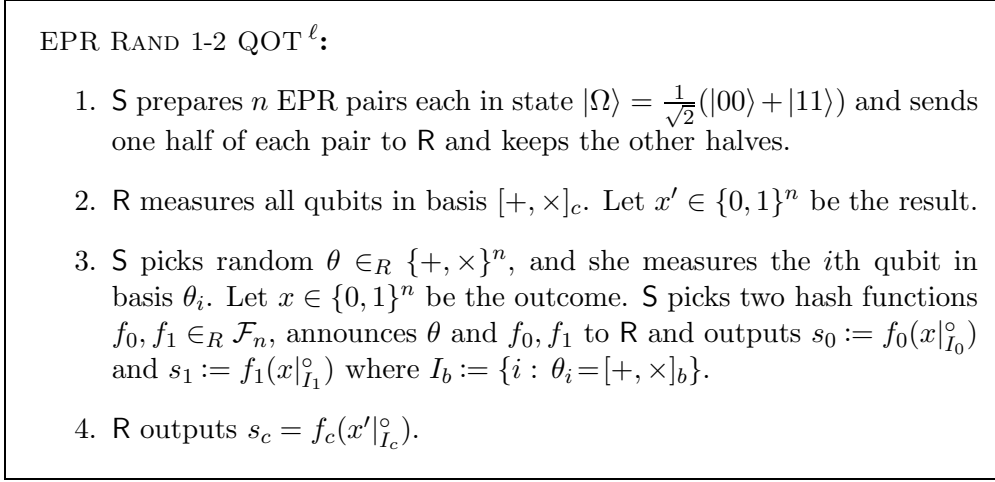 EPR RAND 1-2 QOT^ℓ:
1. S prepares n EPR pairs each in state |Ω⟩ = 1/√2(|00⟩+|11⟩) and sends
one half of each pair to R and keeps the other halves.
2. R measures all qubits in basis [+, ×]_c. Let x′ ∈ {0, 1}^n be the result.
3. S picks random θ ∈_R {+, ×}^n, and she measures the ith qubit in
basis θ_i. Let x ∈ {0, 1}^n be the outcome. S picks two hash functions
f_0, f_1 ∈_R F_n, announces θ and f_0, f_1 to R and outputs s_0 := f_0(x|°_{I_0})
and s_1 := f_1(x|°_{I_1}) where I_b := {i : θ_i=[+, ×]_b}.
4. R outputs s_c = f_c(x′|°_{I_c}).